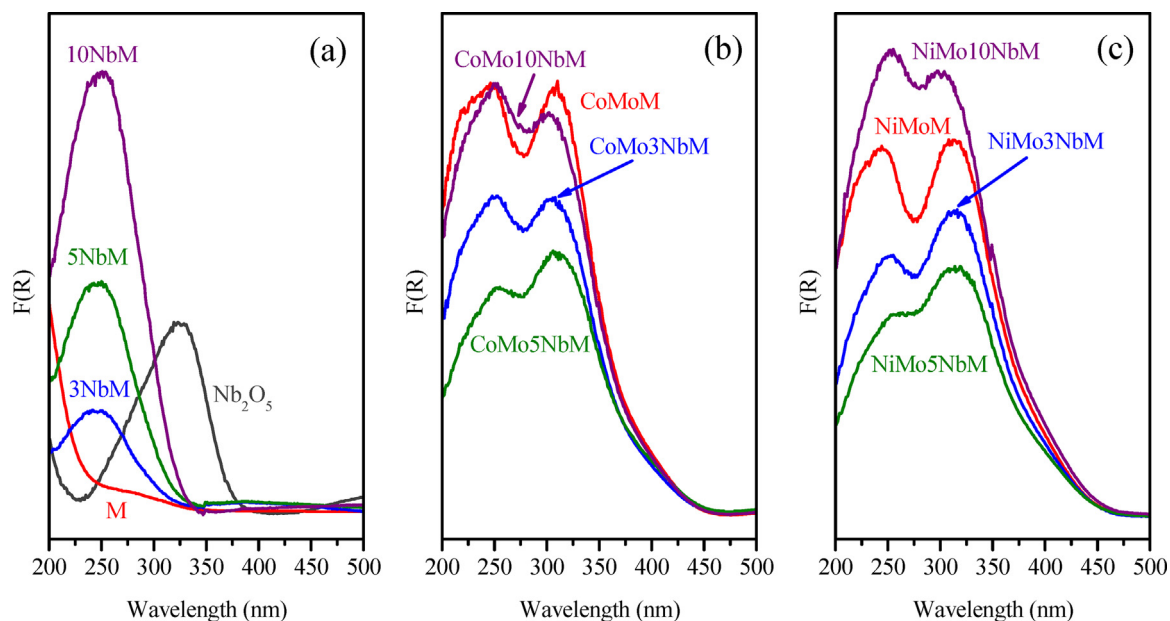 (a)
10NbM
5NbM
3NbM
Nb₂O₅
M
F(R)
200 250 300 350 400 450 500
Wavelength (nm)
(b)
CoMo10NbM
CoMoM
CoMo3NbM
CoMo5NbM
F(R)
200 250 300 350 400 450 500
Wavelength (nm)
(c)
NiMo10NbM
NiMoM
NiMo3NbM
NiMo5NbM
F(R)
200 250 300 350 400 450 500
Wavelength (nm)